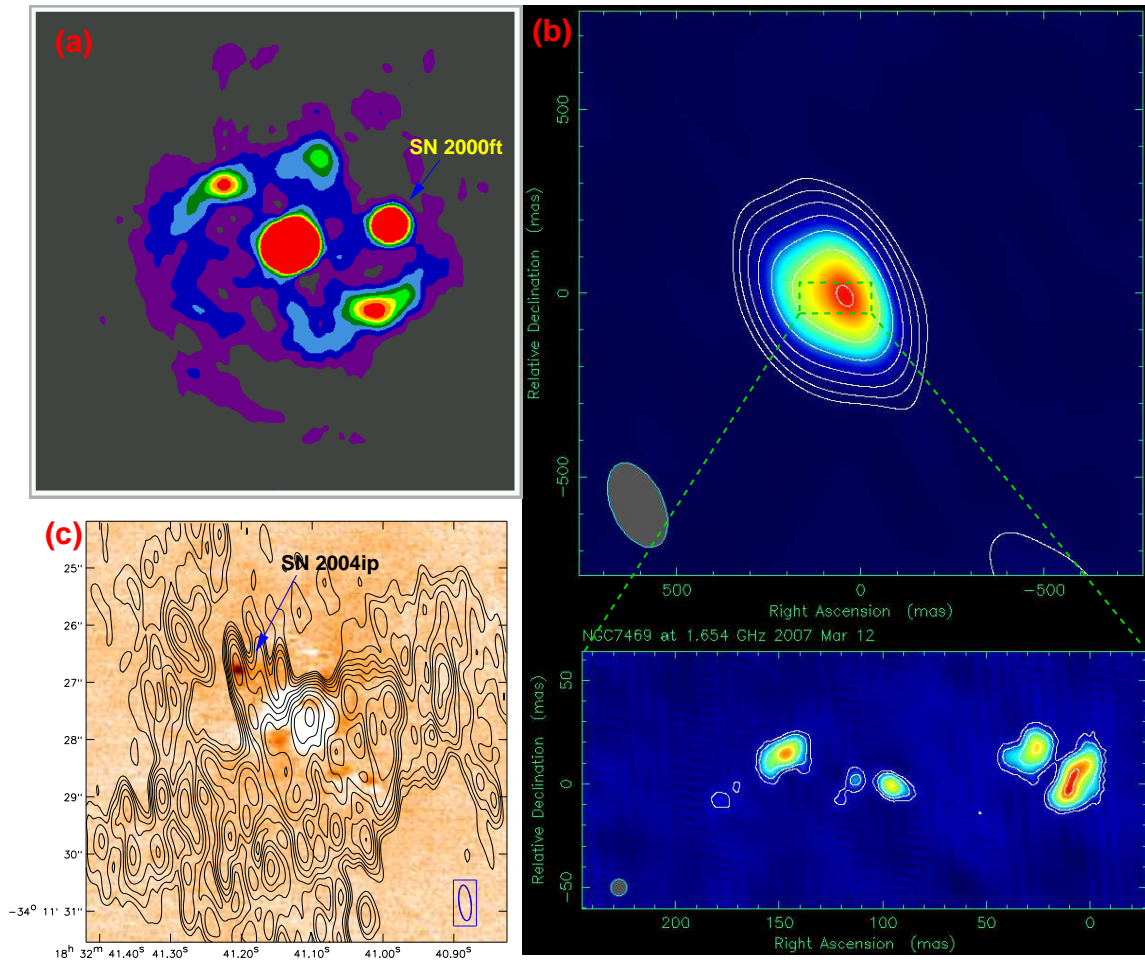 (a)
SN 2000ft
(b)
500
0
−500
Relative Declination (mas)
500
0
−500
Right Ascension (mas)
(c)
SN 2004ip
25"
26"
27"
28"
29"
30"
−34° 11' 31"
18ʰ 32ᵐ 41.40ˢ 41.30ˢ 41.20ˢ 41.10ˢ 41.00ˢ 40.90ˢ
NGC7469 at 1.654 GHz 2007 Mar 12
50
0
−50
Relative Declination (mas)
200 150 100 50 0
Right Ascension (mas)